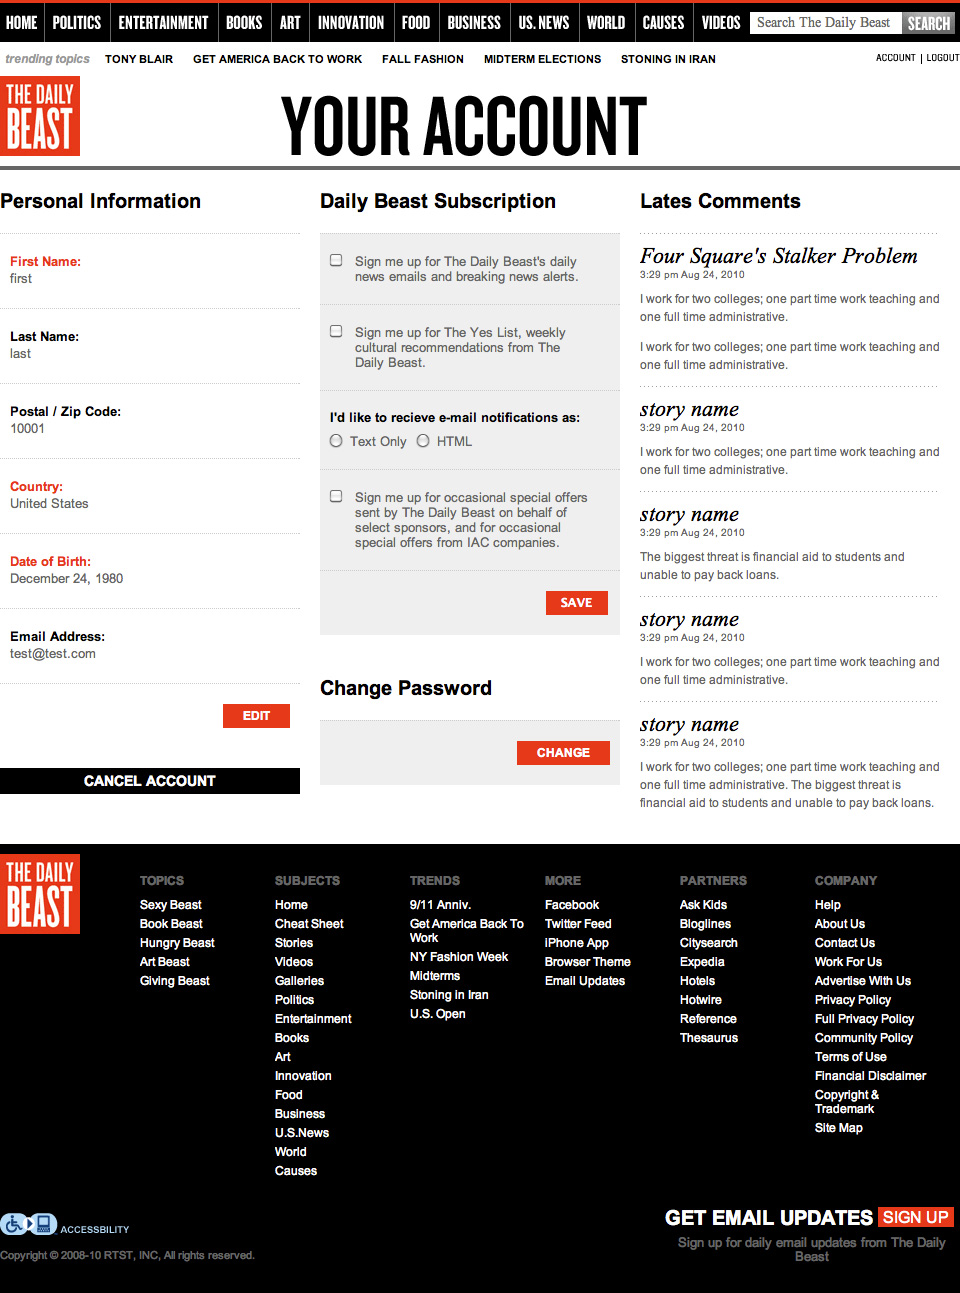 HOME POLITICS ENTERTAINMENT BOOKS ART INNOVATION FOOD BUSINESS US. NEWS WORLD CAUSES VIDEOS Search The Daily Beast SEARCH
trending topics TONY BLAIR GET AMERICA BACK TO WORK FALL FASHION MIDTERM ELECTIONS STONING IN IRAN ACCOUNT | LOGOUT
THE DAILY
BEAST
YOUR ACCOUNT
Personal Information
First Name:
first
Last Name:
last
Postal / Zip Code:
10001
Country:
United States
Date of Birth:
December 24, 1980
Email Address:
test@test.com
EDIT
CANCEL ACCOUNT
Daily Beast Subscription
Sign me up for The Daily Beast's daily
news emails and breaking news alerts.
Sign me up for The Yes List, weekly
cultural recommendations from The
Daily Beast.
I'd like to recieve e-mail notifications as:
Text Only HTML
Sign me up for occasional special offers
sent by The Daily Beast on behalf of
select sponsors, and for occasional
special offers from IAC companies.
SAVE
Change Password
CHANGE
Lates Comments
Four Square's Stalker Problem
3:29 pm Aug 24, 2010
I work for two colleges; one part time work teaching and
one full time administrative.
I work for two colleges; one part time work teaching and
one full time administrative.
story name
3:29 pm Aug 24, 2010
I work for two colleges; one part time work teaching and
one full time administrative.
story name
3:29 pm Aug 24, 2010
The biggest threat is financial aid to students and
unable to pay back loans.
story name
3:29 pm Aug 24, 2010
I work for two colleges; one part time work teaching and
one full time administrative.
story name
3:29 pm Aug 24, 2010
I work for two colleges; one part time work teaching and
one full time administrative. The biggest threat is
financial aid to students and unable to pay back loans.
THE DAILY
BEAST
TOPICS
Sexy Beast
Book Beast
Hungry Beast
Art Beast
Giving Beast
SUBJECTS
Home
Cheat Sheet
Stories
Videos
Galleries
Politics
Entertainment
Books
Art
Innovation
Food
Business
U.S.News
World
Causes
TRENDS
9/11 Anniv.
Get America Back To
Work
NY Fashion Week
Midterms
Stoning in Iran
U.S. Open
MORE
Facebook
Twitter Feed
iPhone App
Browser Theme
Email Updates
PARTNERS
Ask Kids
Bloglines
Citysearch
Expedia
Hotels
Hotwire
Reference
Thesaurus
COMPANY
Help
About Us
Contact Us
Work For Us
Advertise With Us
Privacy Policy
Full Privacy Policy
Community Policy
Terms of Use
Financial Disclaimer
Copyright &
Trademark
Site Map
ACCESSBILITY
Copyright © 2008-10 RTST, INC, All rights reserved.
GET EMAIL UPDATES SIGN UP
Sign up for daily email updates from The Daily
Beast